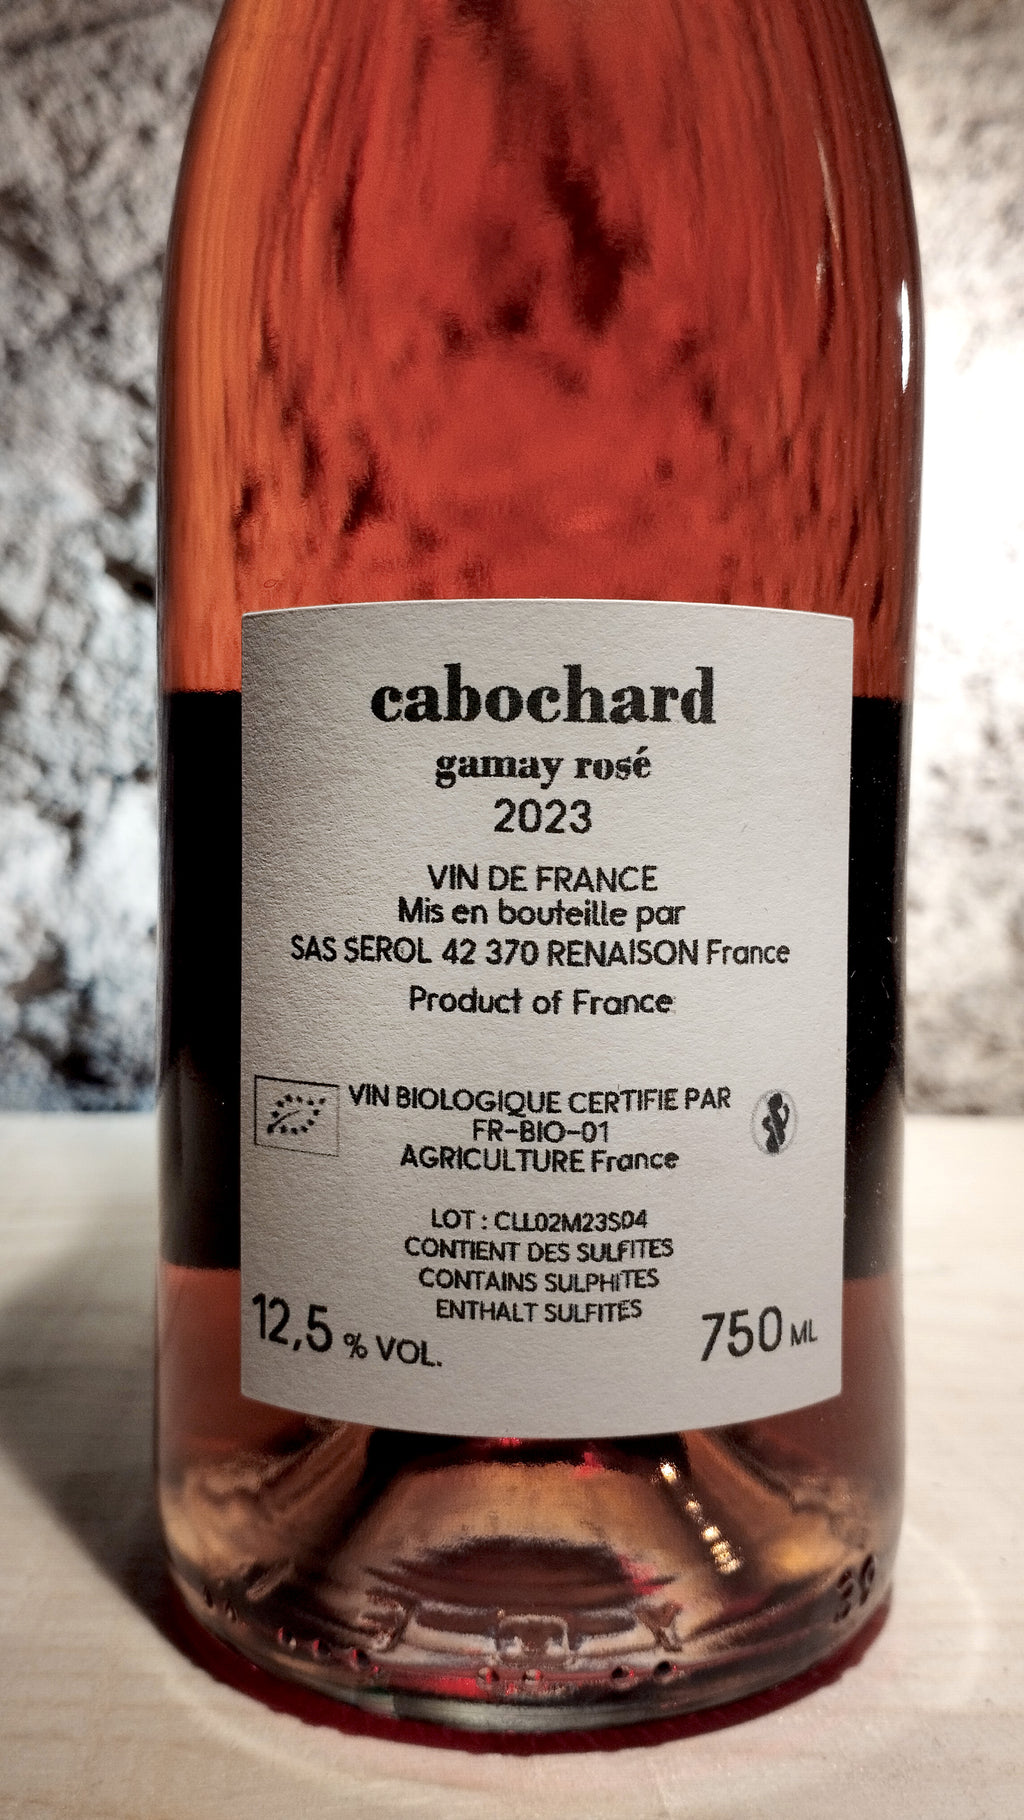 cabochard
gamay rosé
2023
VIN DE FRANCE
Mis en bouteille par
SAS SEROL 42 370 RENAISON France
Product of France
VIN BIOLOGIQUE CERTIFIE PAR
FR-BIO-01
AGRICULTURE France
LOT : CLL02M23S04
CONTIENT DES SULFITES
CONTAINS SULPHITES
ENTHALT SULFITES
12,5 % VOL.
750 ML